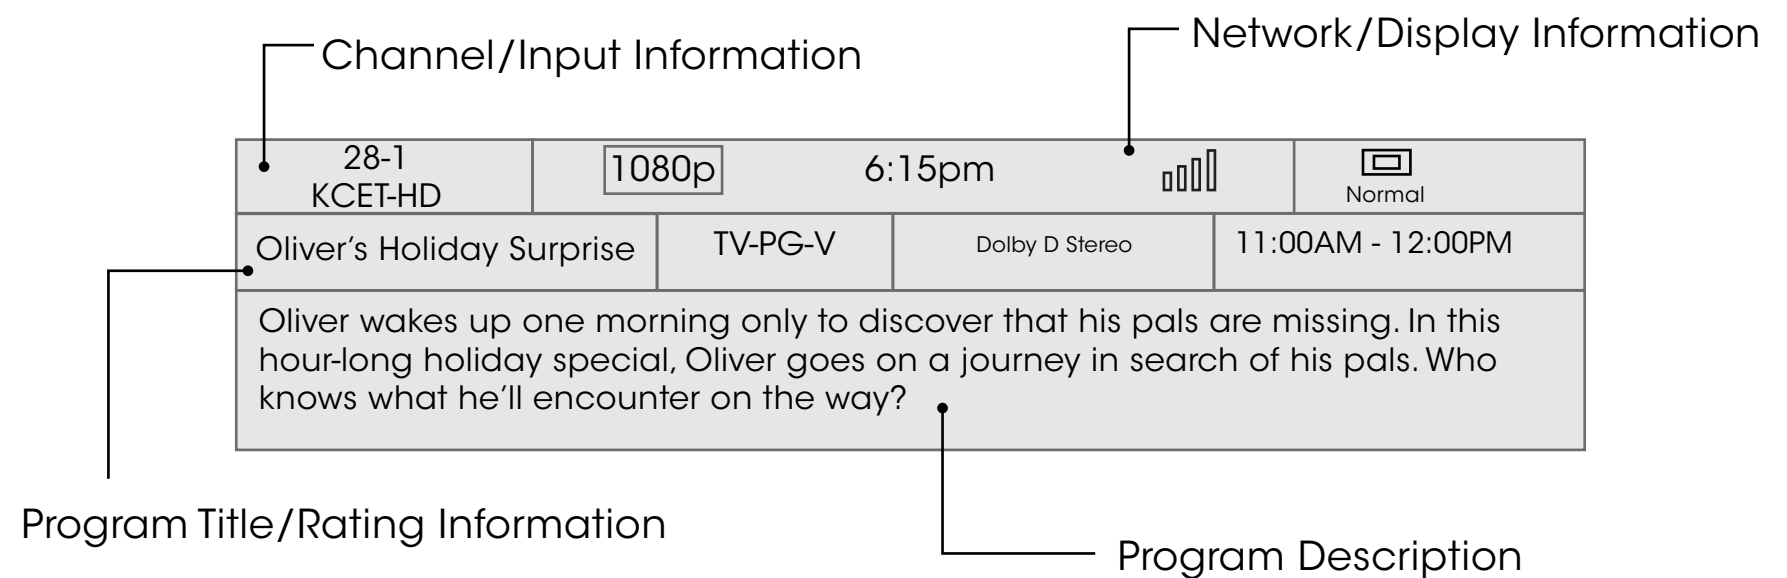 Channel/Input Information
Network/Display Information
28-1
KCET-HD
1080p
6:15pm
Normal
Oliver's Holiday Surprise
TV-PG-V
Dolby D Stereo
11:00AM - 12:00PM
Oliver wakes up one morning only to discover that his pals are missing. In this
hour-long holiday special, Oliver goes on a journey in search of his pals. Who
knows what he'll encounter on the way?
Program Title/Rating Information
Program Description